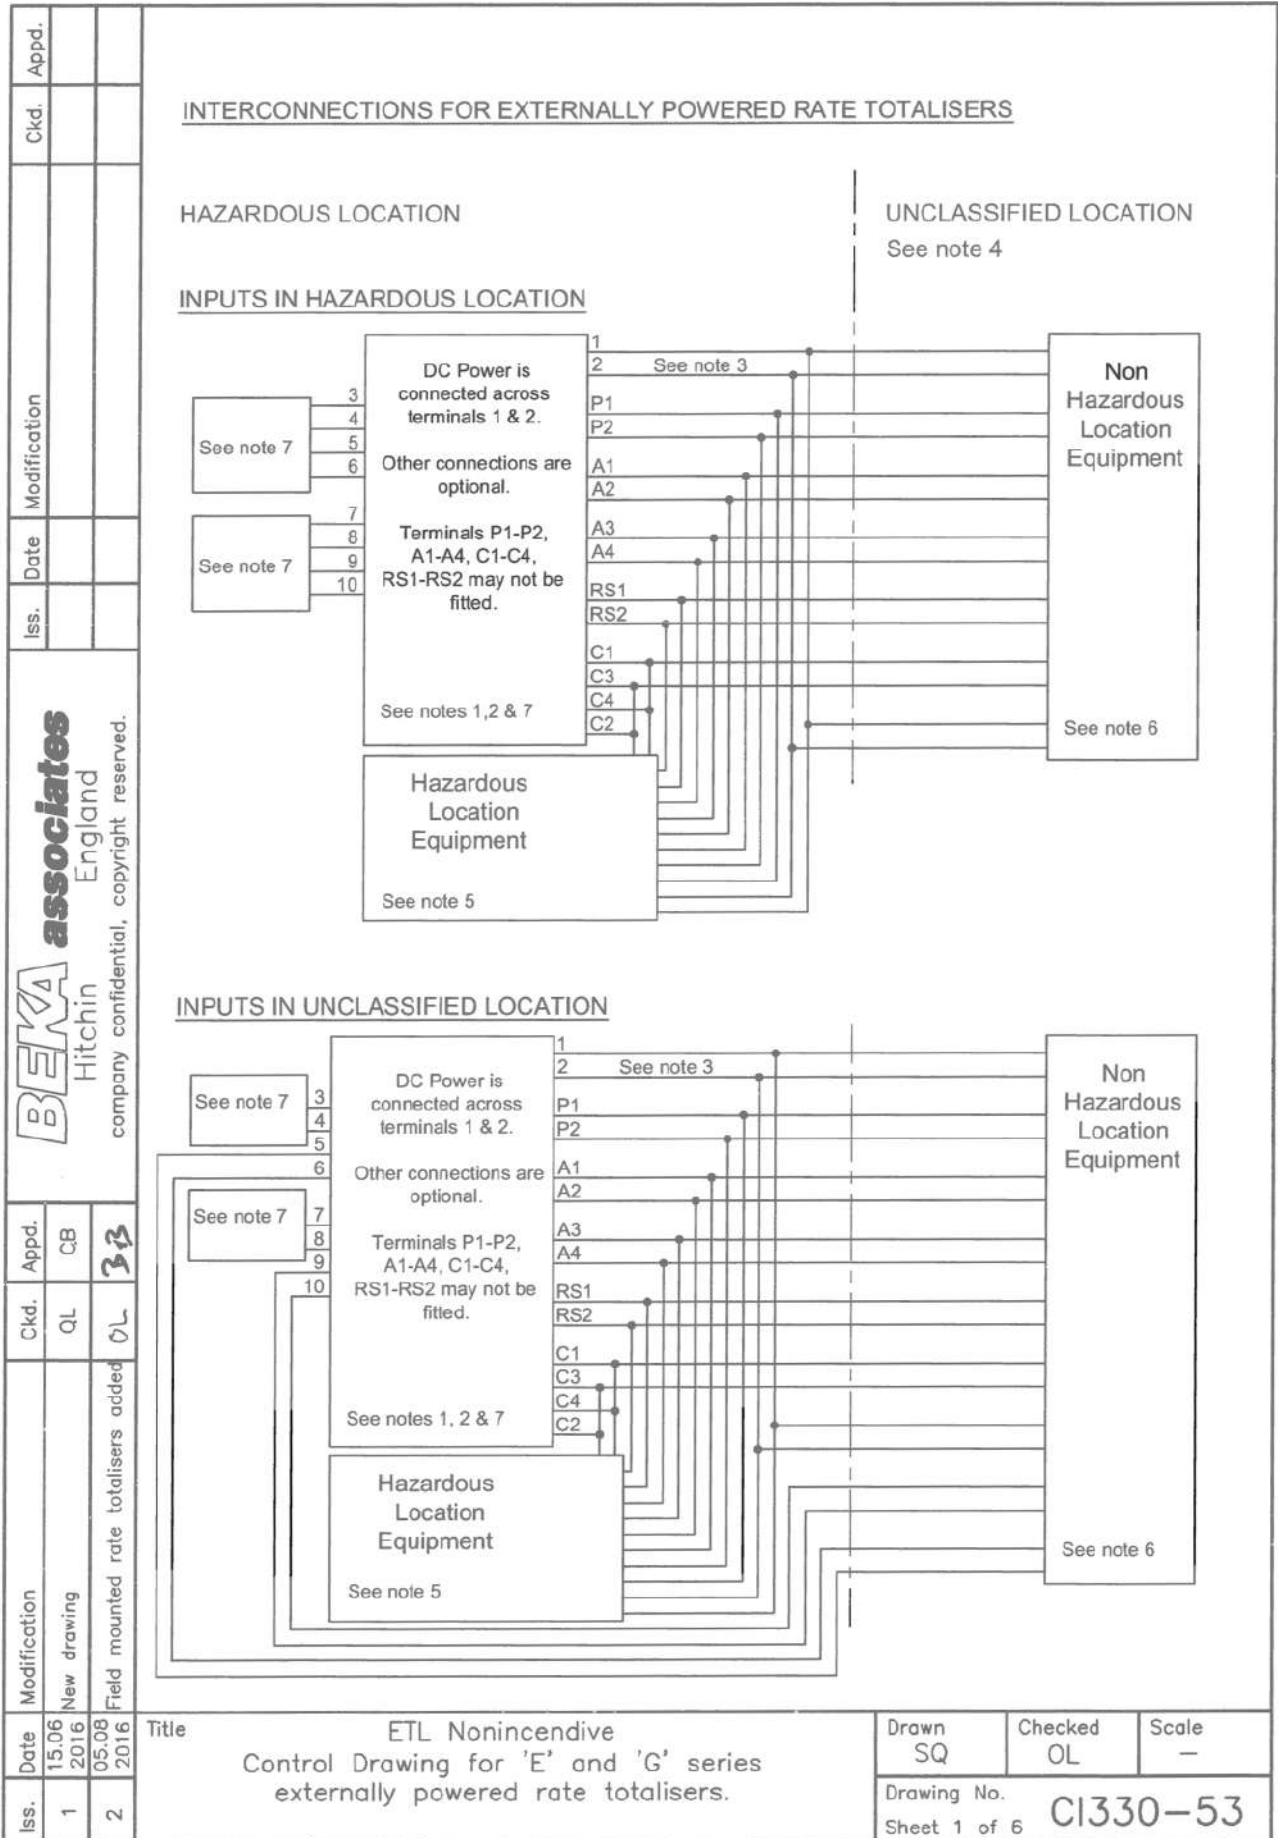 INTERCONNECTIONS FOR EXTERNALLY POWERED RATE TOTALISERS
HAZARDOUS LOCATION
UNCLASSIFIED LOCATION
See note 4
INPUTS IN HAZARDOUS LOCATION
See note 7
3
4
5
6
See note 7
7
8
9
10
DC Power is
connected across
terminals 1 & 2.
Other connections are
optional.
Terminals P1-P2,
A1-A4, C1-C4,
RS1-RS2 may not be
fitted.
See notes 1,2 & 7
1
2
See note 3
P1
P2
A1
A2
A3
A4
RS1
RS2
C1
C3
C4
C2
Non
Hazardous
Location
Equipment
See note 6
Hazardous
Location
Equipment
See note 5
INPUTS IN UNCLASSIFIED LOCATION
See note 7
3
4
5
6
See note 7
7
8
9
10
DC Power is
connected across
terminals 1 & 2.
Other connections are
optional.
Terminals P1-P2,
A1-A4, C1-C4,
RS1-RS2 may not be
fitted.
See notes 1, 2 & 7
1
2
See note 3
P1
P2
A1
A2
A3
A4
RS1
RS2
C1
C3
C4
C2
Non
Hazardous
Location
Equipment
See note 6
Hazardous
Location
Equipment
See note 5
Title
ETL Nonincendive
Control Drawing for 'E' and 'G' series
externally powered rate totalisers.
Drawn
SQ
Checked
OL
Scale
—
Drawing No.
Sheet 1 of 6
CI330-53
Iss. Date Modification Ckd. Appd.
1 15.06 2016 New drawing QL CB
2 05.08 2016 Field mounted rate totalisers added OL
BEKA associates
Hitchin England
company confidential, copyright reserved.
Iss. Date Modification Ckd. Appd.